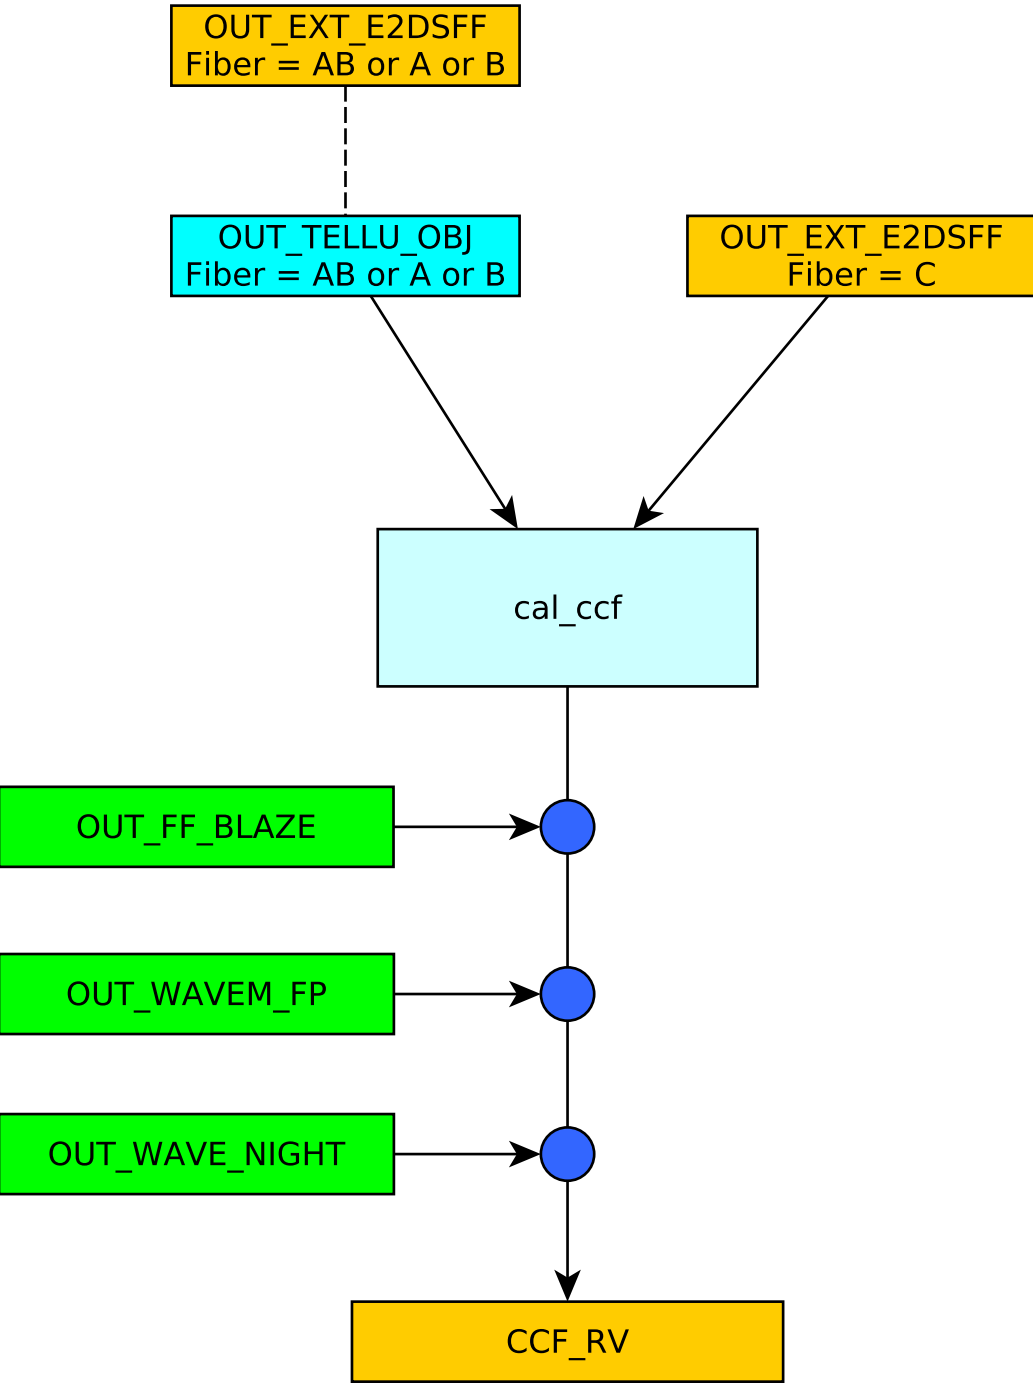 OUT_EXT_E2DSFF
Fiber = AB or A or B
OUT_TELLU_OBJ
Fiber = AB or A or B
OUT_EXT_E2DSFF
Fiber = C
cal_ccf
OUT_FF_BLAZE
OUT_WAVEM_FP
OUT_WAVE_NIGHT
CCF_RV